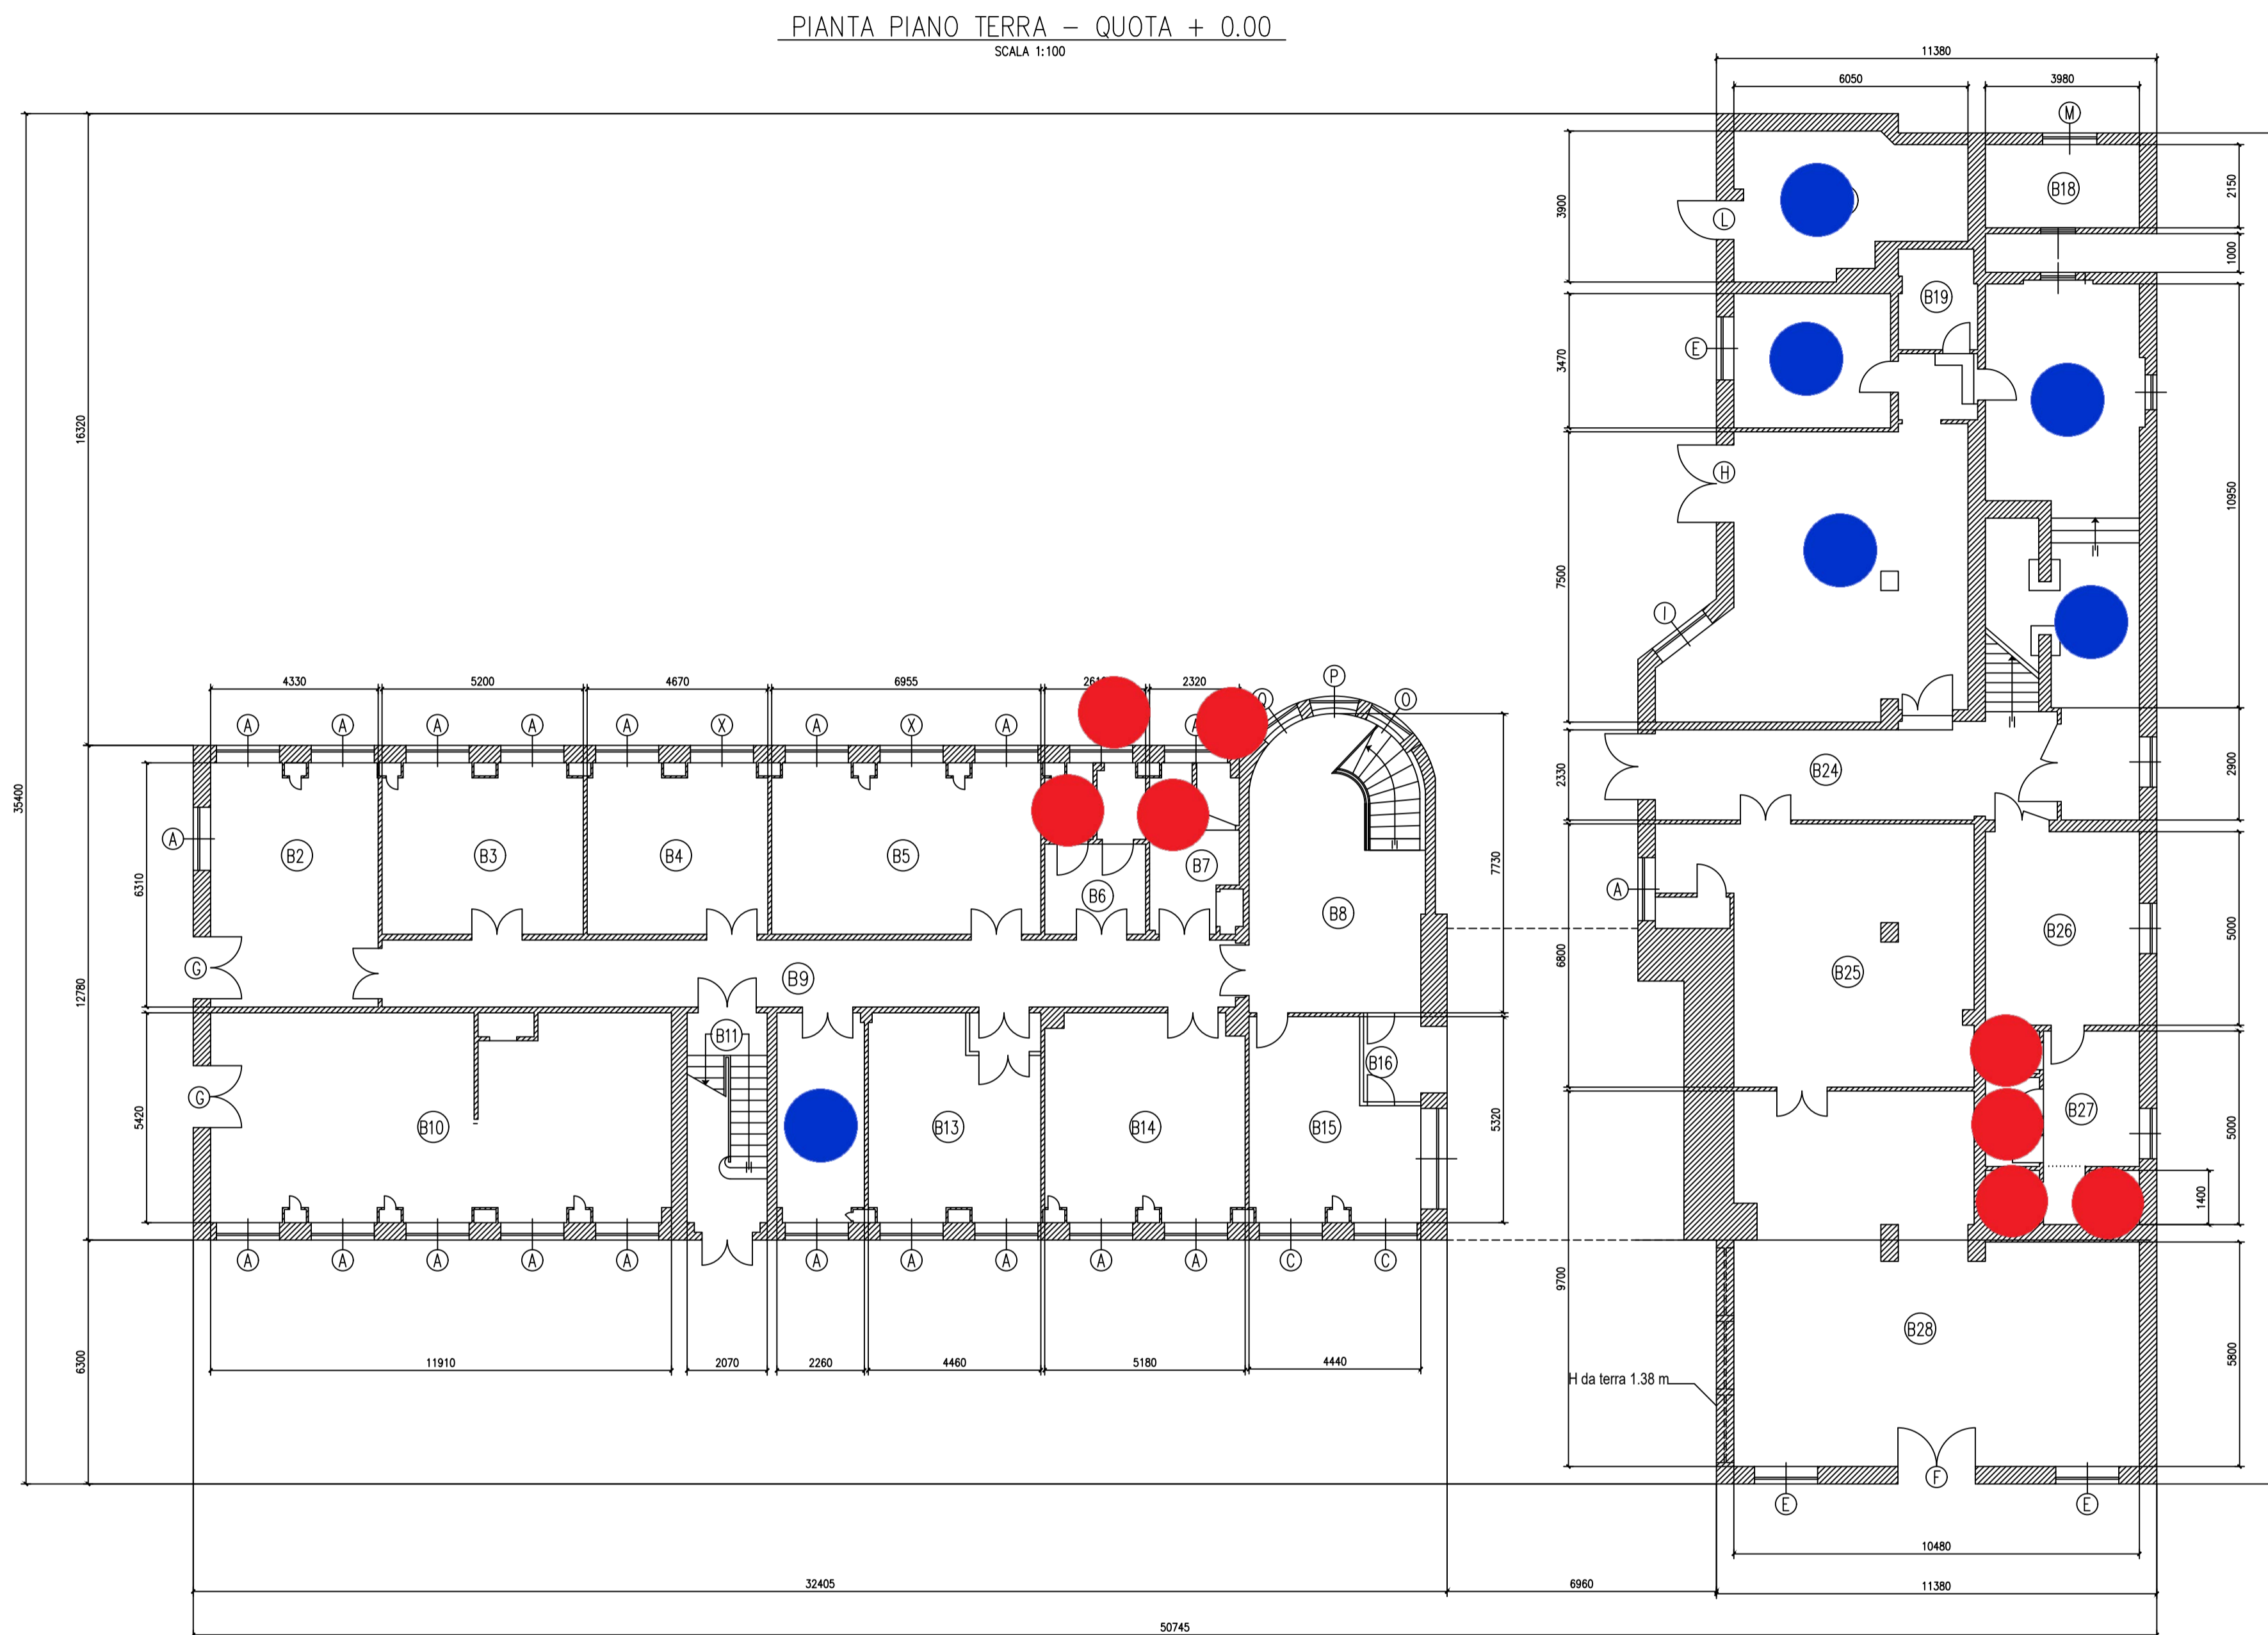 PIANTA PIANO TERRA – QUOTA + 0.00
SCALA 1:100
11380
6050
3980
M
B18
2150
3900
L
1000
B19
E
3470
16320
H
10950
7500
I
35400
4330
5200
4670
6955
2320
P
O
A
A
A
A
A
X
A
X
A
2330
B24
2900
A
B2
B3
B4
B5
B7
B6
B8
7730
6310
A
B26
5000
G
B9
6800
B25
12780
B11
B16
G
B10
B13
B14
B15
5420
5320
B27
5000
1400
A
A
A
A
A
A
A
A
A
A
C
C
11910
2070
2260
4460
5180
4440
6300
9700
B28
5800
H da terra 1.38 m
F
E
E
10480
32405
6960
11380
50745